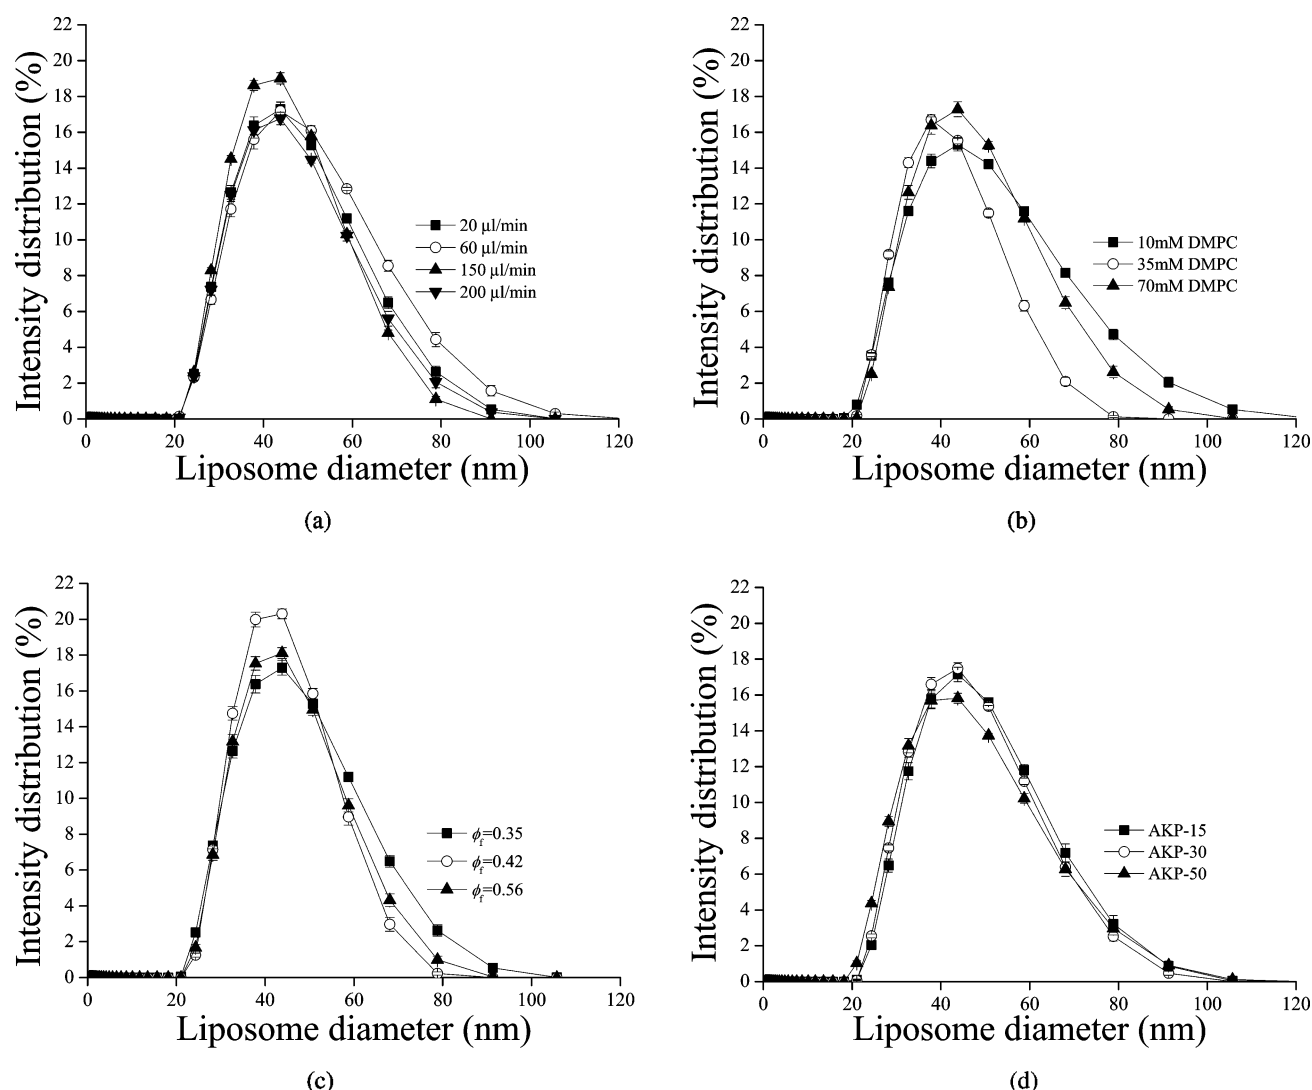 22
20
18
16
14
12
10
8
6
4
2
0
Intensity distribution (%)
20 µl/min
60 µl/min
150 µl/min
200 µl/min
0 20 40 60 80 100 120
Liposome diameter (nm)
(a)
22
20
18
16
14
12
10
8
6
4
2
0
Intensity distribution (%)
10mM DMPC
35mM DMPC
70mM DMPC
0 20 40 60 80 100 120
Liposome diameter (nm)
(b)
22
20
18
16
14
12
10
8
6
4
2
0
Intensity distribution (%)
ϕf=0.35
ϕf=0.42
ϕf=0.56
0 20 40 60 80 100 120
Liposome diameter (nm)
(c)
22
20
18
16
14
12
10
8
6
4
2
0
Intensity distribution (%)
AKP-15
AKP-30
AKP-50
0 20 40 60 80 100 120
Liposome diameter (nm)
(d)